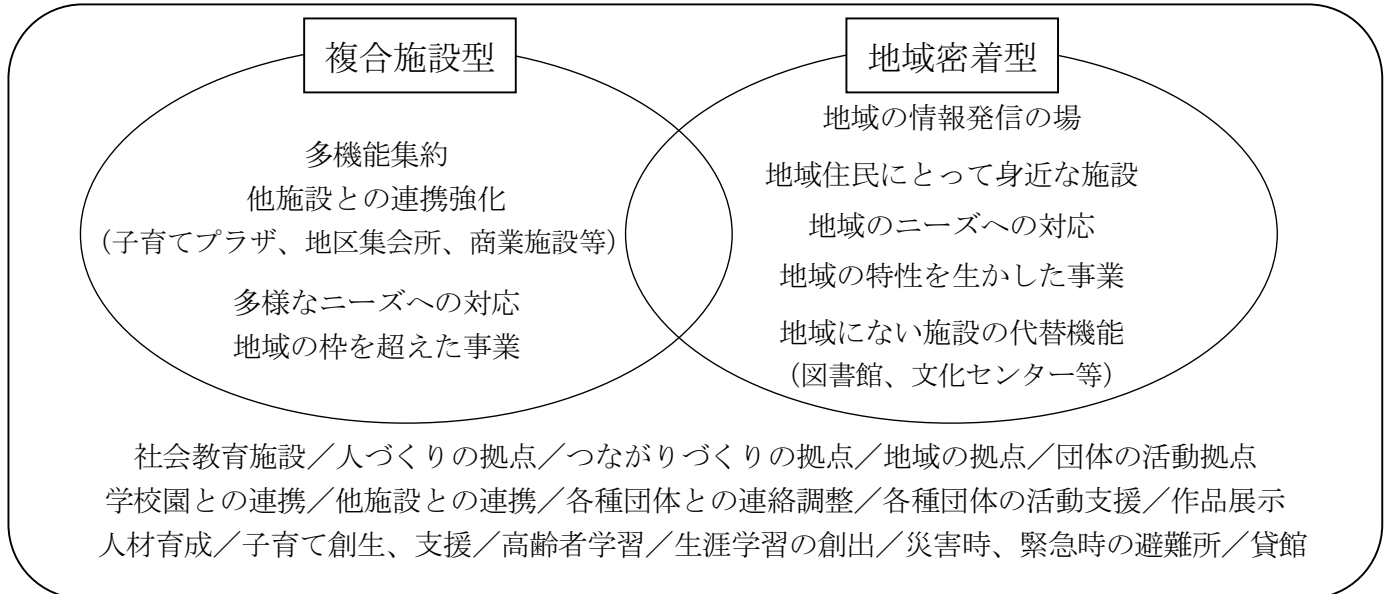 複合施設型
多機能集約
他施設との連携強化
(子育てプラザ、地区集会所、商業施設等)
多様なニーズへの対応
地域の枠を超えた事業
地域密着型
地域の情報発信の場
地域住民にとって身近な施設
地域のニーズへの対応
地域の特性を生かした事業
地域にない施設の代替機能
(図書館、文化センター等)
社会教育施設／人づくりの拠点／つながりづくりの拠点／地域の拠点／団体の活動拠点
学校園との連携／他施設との連携／各種団体との連絡調整／各種団体の活動支援／作品展示
人材育成／子育て創生、支援／高齢者学習／生涯学習の創出／災害時、緊急時の避難所／貸館